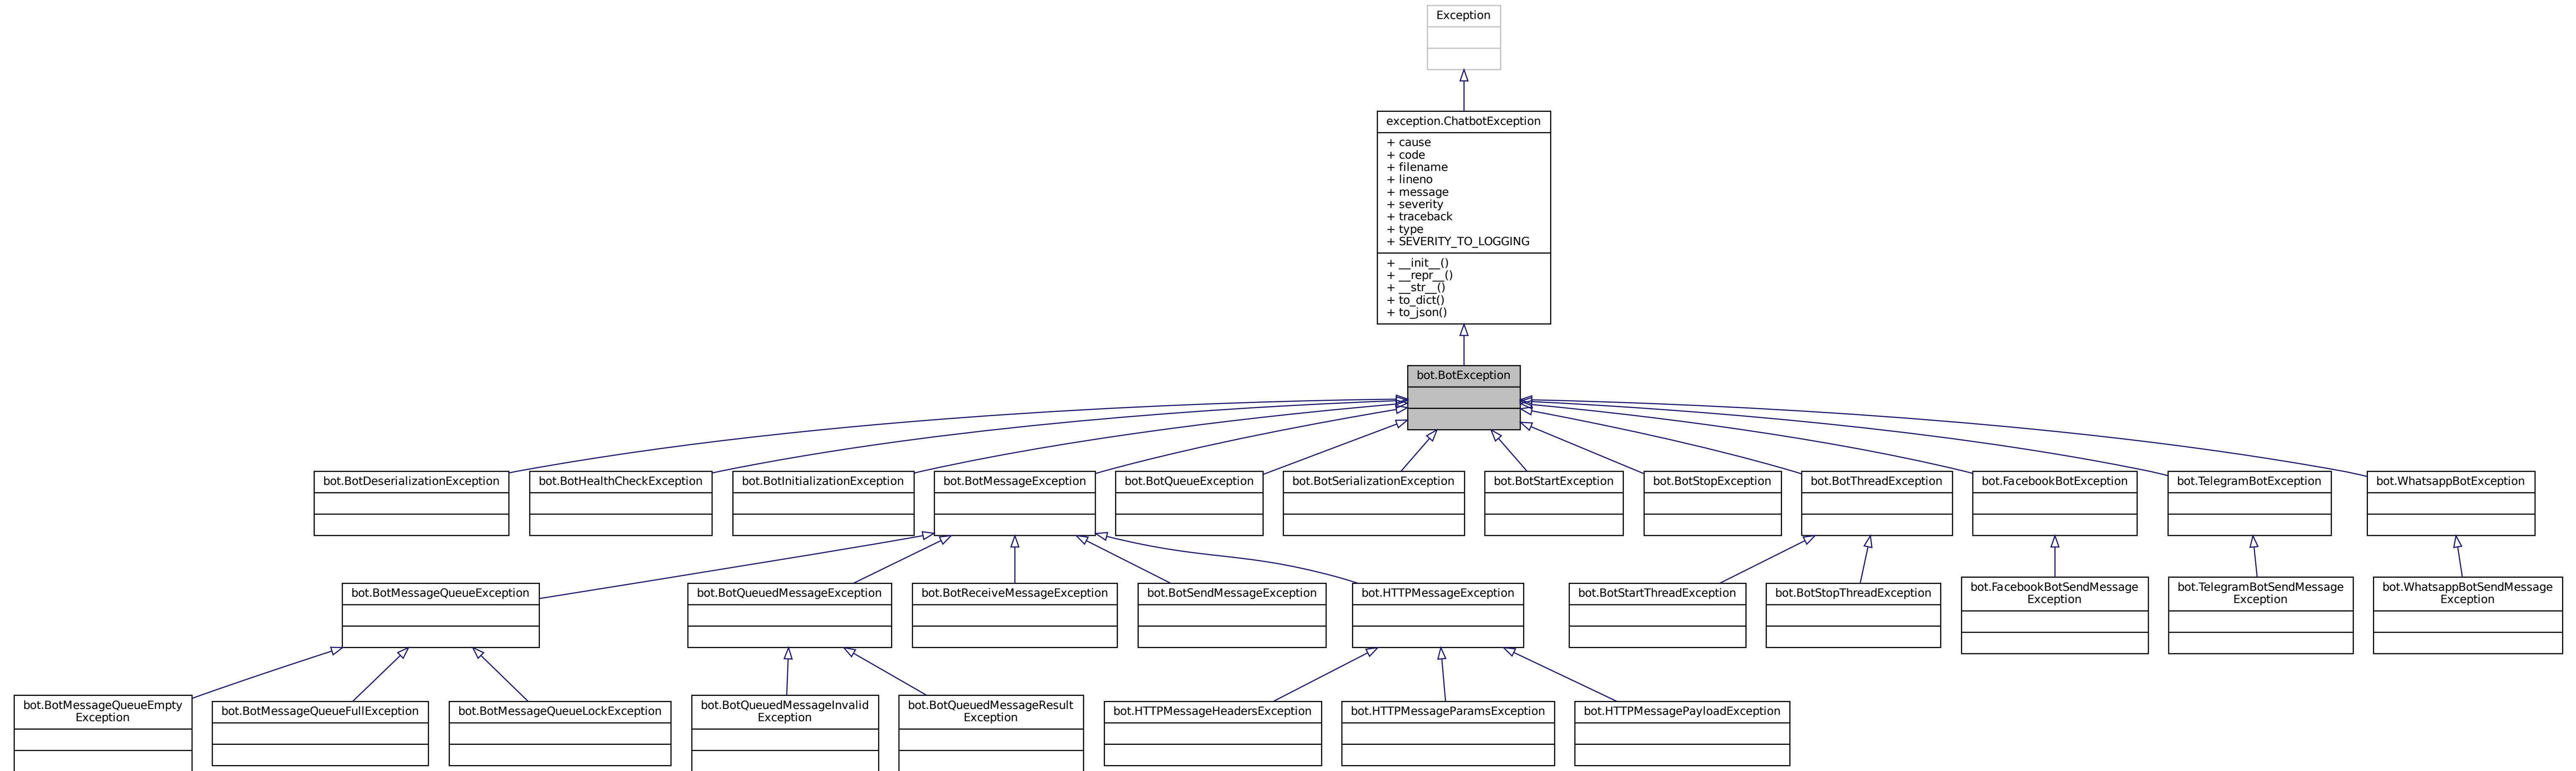 Exception
exception.ChatbotException
+ cause
+ code
+ filename
+ lineno
+ message
+ severity
+ traceback
+ type
+ SEVERITY_TO_LOGGING
+ __init__()
+ __repr__()
+ __str__()
+ to_dict()
+ to_json()
bot.BotException
bot.BotDeserializationException
bot.BotHealthCheckException
bot.BotInitializationException
bot.BotMessageException
bot.BotQueueException
bot.BotSerializationException
bot.BotStartException
bot.BotStopException
bot.BotThreadException
bot.FacebookBotException
bot.TelegramBotException
bot.WhatsappBotException
bot.BotMessageQueueException
bot.BotQueuedMessageException
bot.BotReceiveMessageException
bot.BotSendMessageException
bot.HTTPMessageException
bot.BotStartThreadException
bot.BotStopThreadException
bot.FacebookBotSendMessage
Exception
bot.TelegramBotSendMessage
Exception
bot.WhatsappBotSendMessage
Exception
bot.BotMessageQueueEmpty
Exception
bot.BotMessageQueueFullException
bot.BotMessageQueueLockException
bot.BotQueuedMessageInvalid
Exception
bot.BotQueuedMessageResult
Exception
bot.HTTPMessageHeadersException
bot.HTTPMessageParamsException
bot.HTTPMessagePayloadException